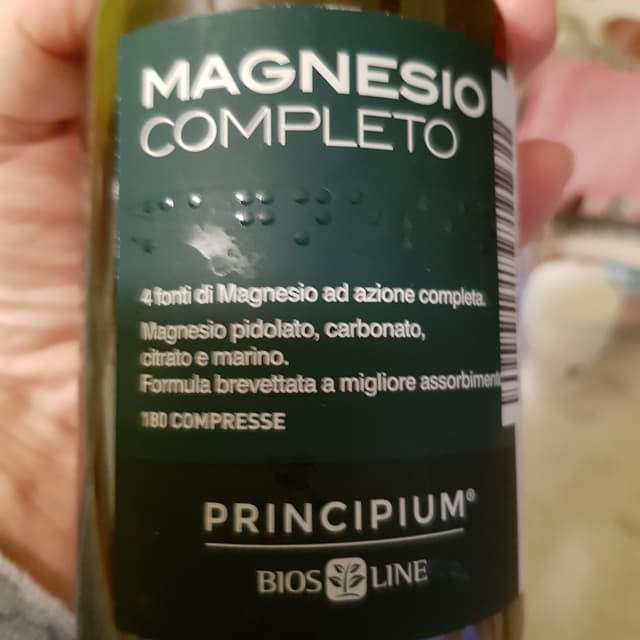 MAGNESIO
COMPLETO
4 fonti di Magnesio ad azione completa.
Magnesio pidolato, carbonato,
citrato e marino.
Formula brevettata a migliore assorbiment
180 COMPRESSE
PRINCIPIUM®
BIOS LINE